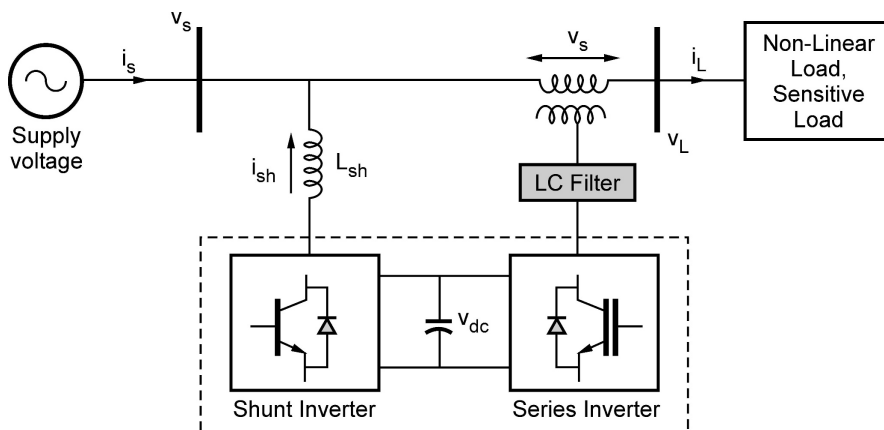 v_s
v_s
i_s
i_L
Non-Linear
Load,
Sensitive
Load
Supply
voltage
v_L
i_sh
L_sh
LC Filter
v_dc
Shunt Inverter
Series Inverter